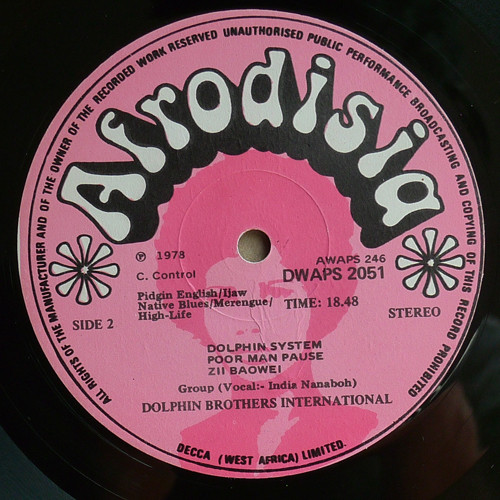 ALL RIGHTS OF THE MANUFACTURER AND OF THE OWNER OF THE RECORDED WORK RESERVED UNAUTHORISED PUBLIC PERFORMANCE BROADCASTING AND COPYING OF THIS RECORD PROHIBITED
Afrodisia
℗ 1978
C. Control
AWAPS 246
DWAPS 2051
Pidgin English/Ijaw
Native Blues/Merengue/
High-Life
TIME: 18.48
SIDE 2
STEREO
DOLPHIN SYSTEM
POOR MAN PAUSE
ZII BAOWEI
Group (Vocal:- India Nanaboh)
DOLPHIN BROTHERS INTERNATIONAL
DECCA (WEST AFRICA) LIMITED.